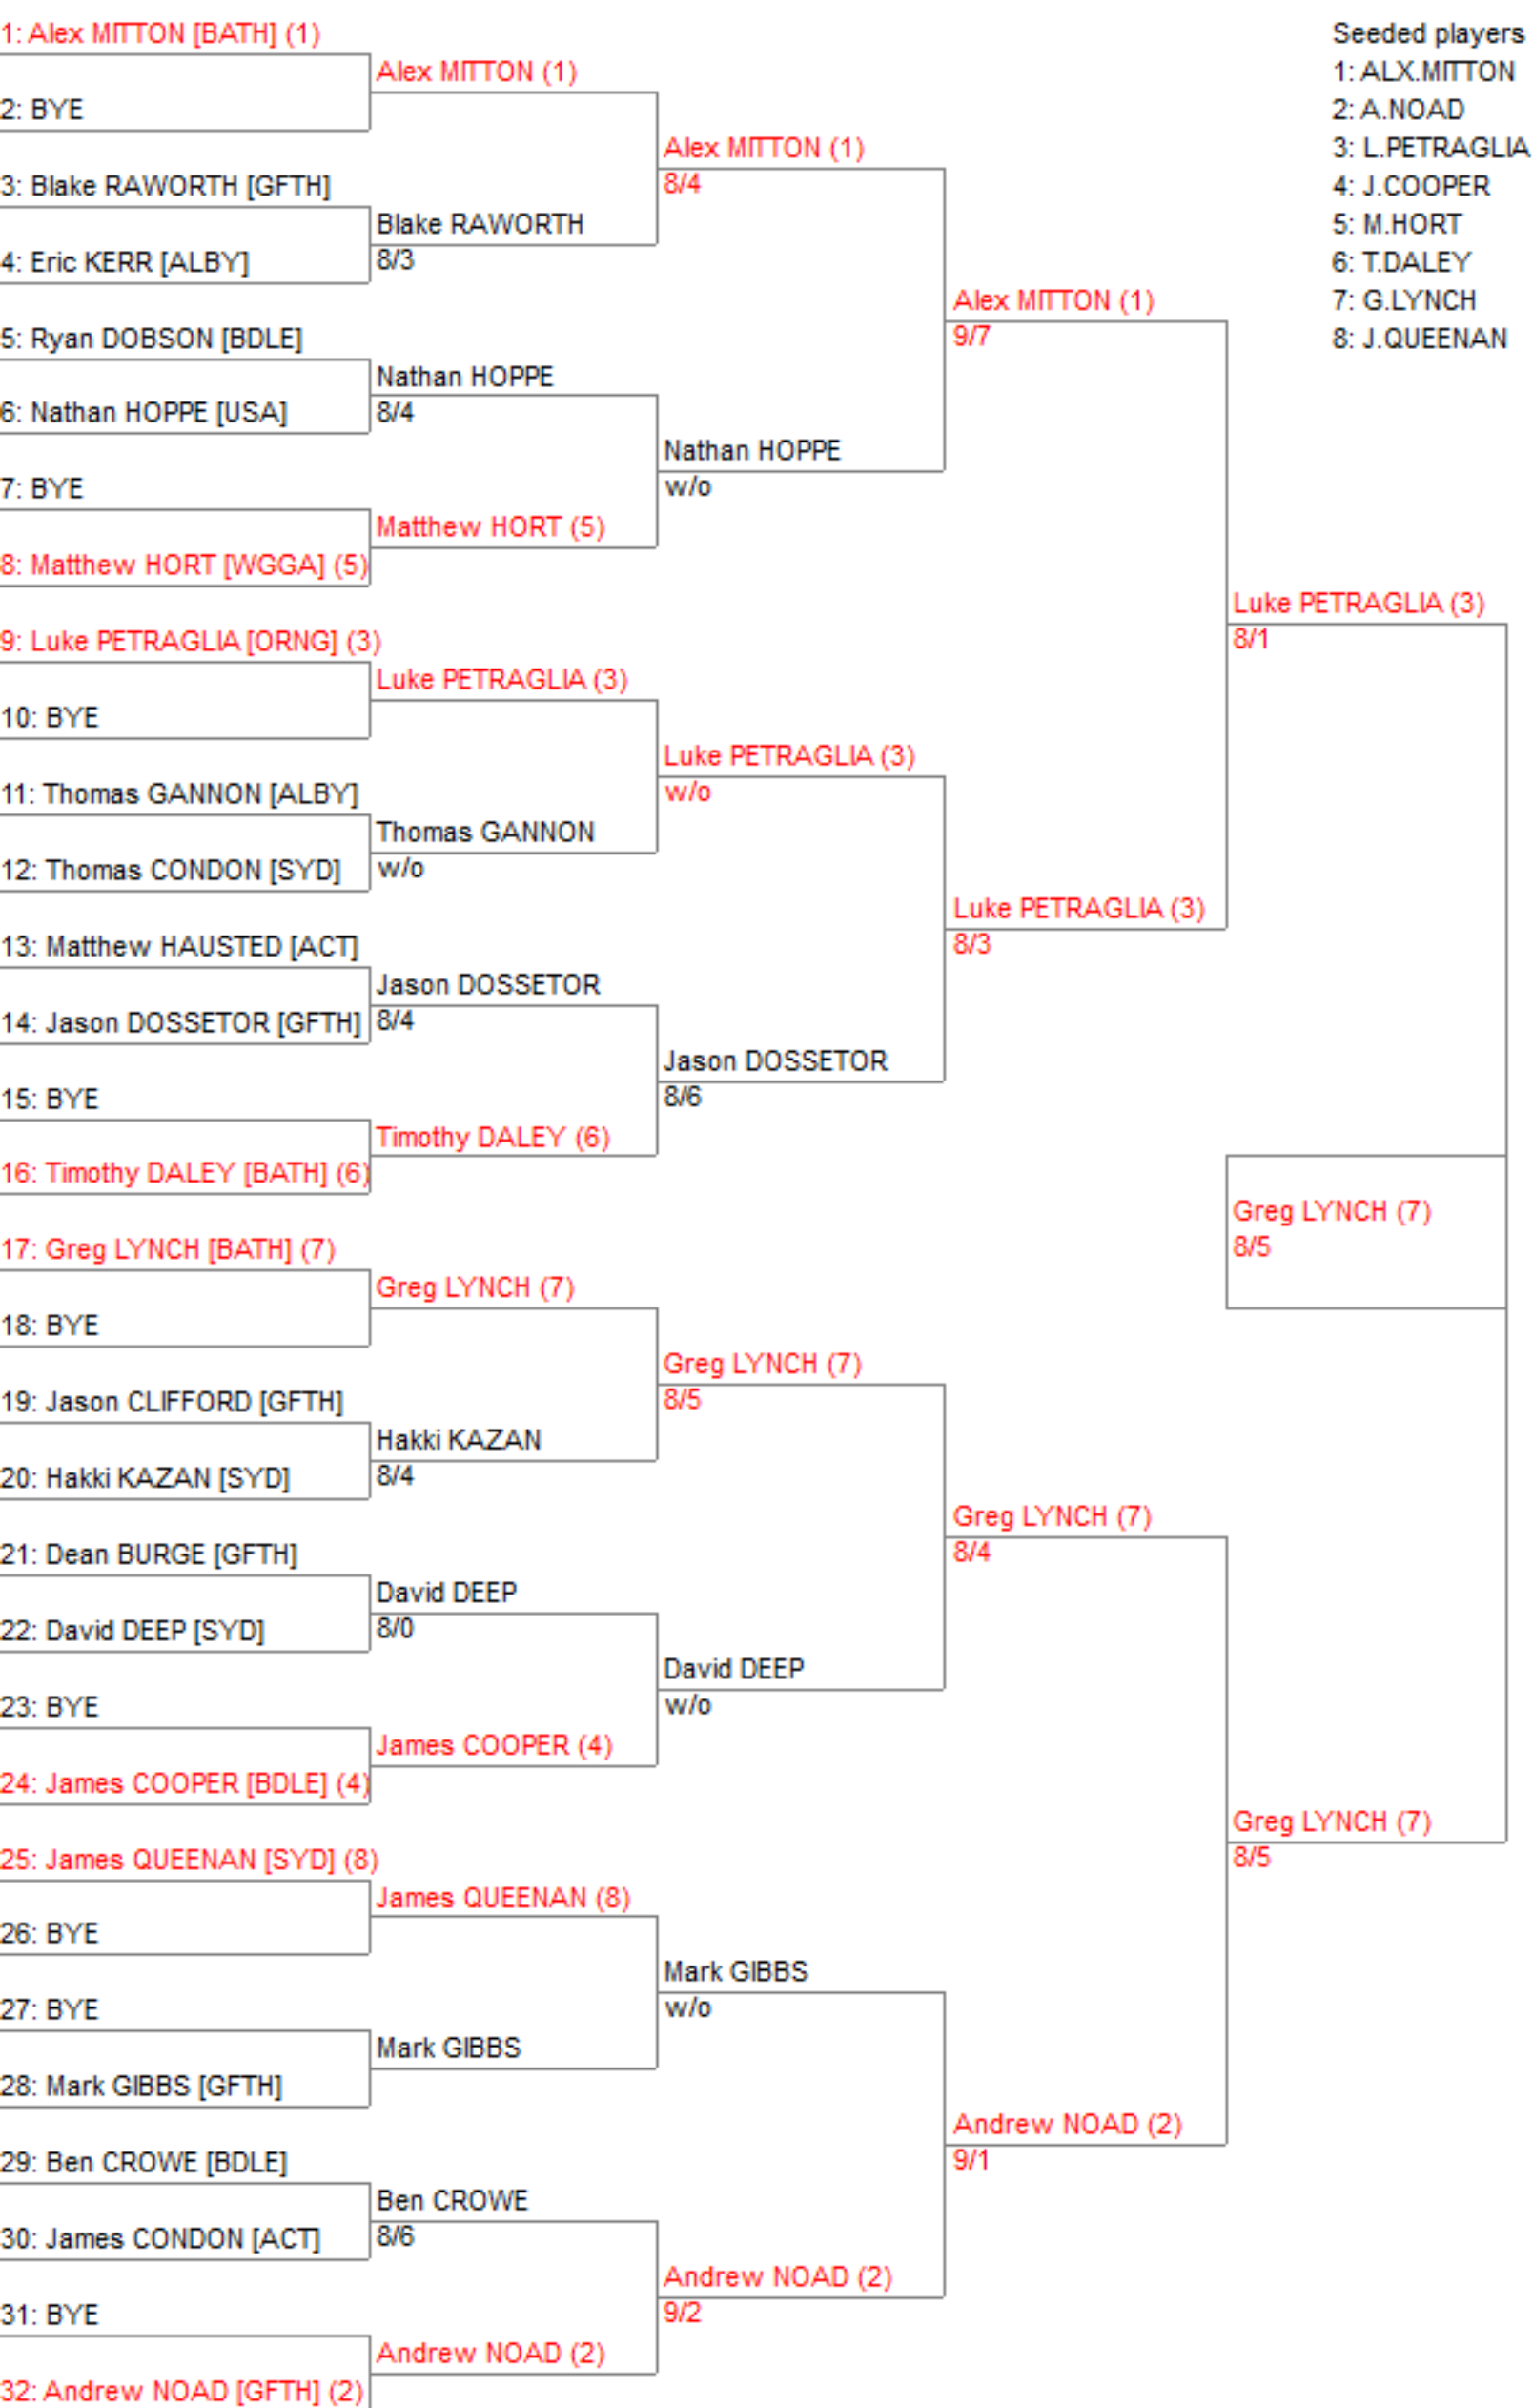 1: Alex MITTON [BATH] (1)
2: BYE
3: Blake RAWORTH [GFTH]
4: Eric KERR [ALBY]
5: Ryan DOBSON [BDLE]
6: Nathan HOPPE [USA]
7: BYE
8: Matthew HORT [WGGA] (5)
9: Luke PETRAGLIA [ORNG] (3)
10: BYE
11: Thomas GANNON [ALBY]
12: Thomas CONDON [SYD]
13: Matthew HAUSTED [ACT]
14: Jason DOSSETOR [GFTH]
15: BYE
16: Timothy DALEY [BATH] (6)
17: Greg LYNCH [BATH] (7)
18: BYE
19: Jason CLIFFORD [GFTH]
20: Hakki KAZAN [SYD]
21: Dean BURGE [GFTH]
22: David DEEP [SYD]
23: BYE
24: James COOPER [BDLE] (4)
25: James QUEENAN [SYD] (8)
26: BYE
27: BYE
28: Mark GIBBS [GFTH]
29: Ben CROWE [BDLE]
30: James CONDON [ACT]
31: BYE
32: Andrew NOAD [GFTH] (2)
Alex MITTON (1)
Blake RAWORTH
8/3
Nathan HOPPE
8/4
Matthew HORT (5)
Luke PETRAGLIA (3)
Thomas GANNON
w/o
Jason DOSSETOR
8/4
Timothy DALEY (6)
Greg LYNCH (7)
Hakki KAZAN
8/4
David DEEP
8/0
James COOPER (4)
James QUEENAN (8)
Mark GIBBS
Ben CROWE
8/6
Andrew NOAD (2)
Alex MITTON (1)
8/4
Nathan HOPPE
w/o
Luke PETRAGLIA (3)
w/o
Jason DOSSETOR
8/6
Greg LYNCH (7)
8/5
David DEEP
w/o
Mark GIBBS
w/o
Andrew NOAD (2)
9/2
Alex MITTON (1)
9/7
Luke PETRAGLIA (3)
8/3
Greg LYNCH (7)
8/4
Andrew NOAD (2)
9/1
Luke PETRAGLIA (3)
8/1
Greg LYNCH (7)
8/5
Greg LYNCH (7)
8/5
Seeded players
1: ALX.MITTON
2: A.NOAD
3: L.PETRAGLIA
4: J.COOPER
5: M.HORT
6: T.DALEY
7: G.LYNCH
8: J.QUEENAN